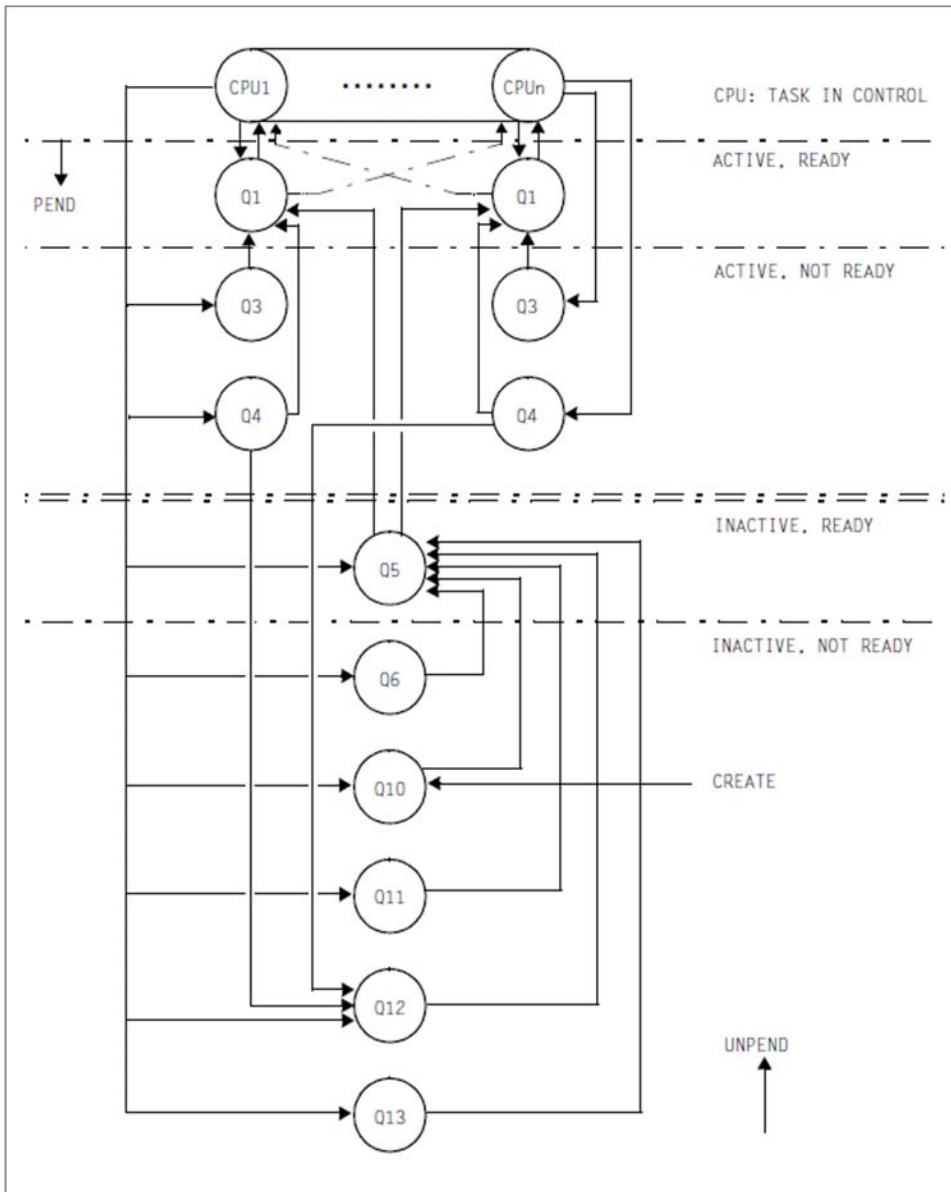 CPU1
........
CPUn
CPU: TASK IN CONTROL
ACTIVE, READY
PEND
Q1
Q1
ACTIVE, NOT READY
Q3
Q3
Q4
Q4
INACTIVE, READY
Q5
INACTIVE, NOT READY
Q6
Q10
CREATE
Q11
Q12
UNPEND
Q13